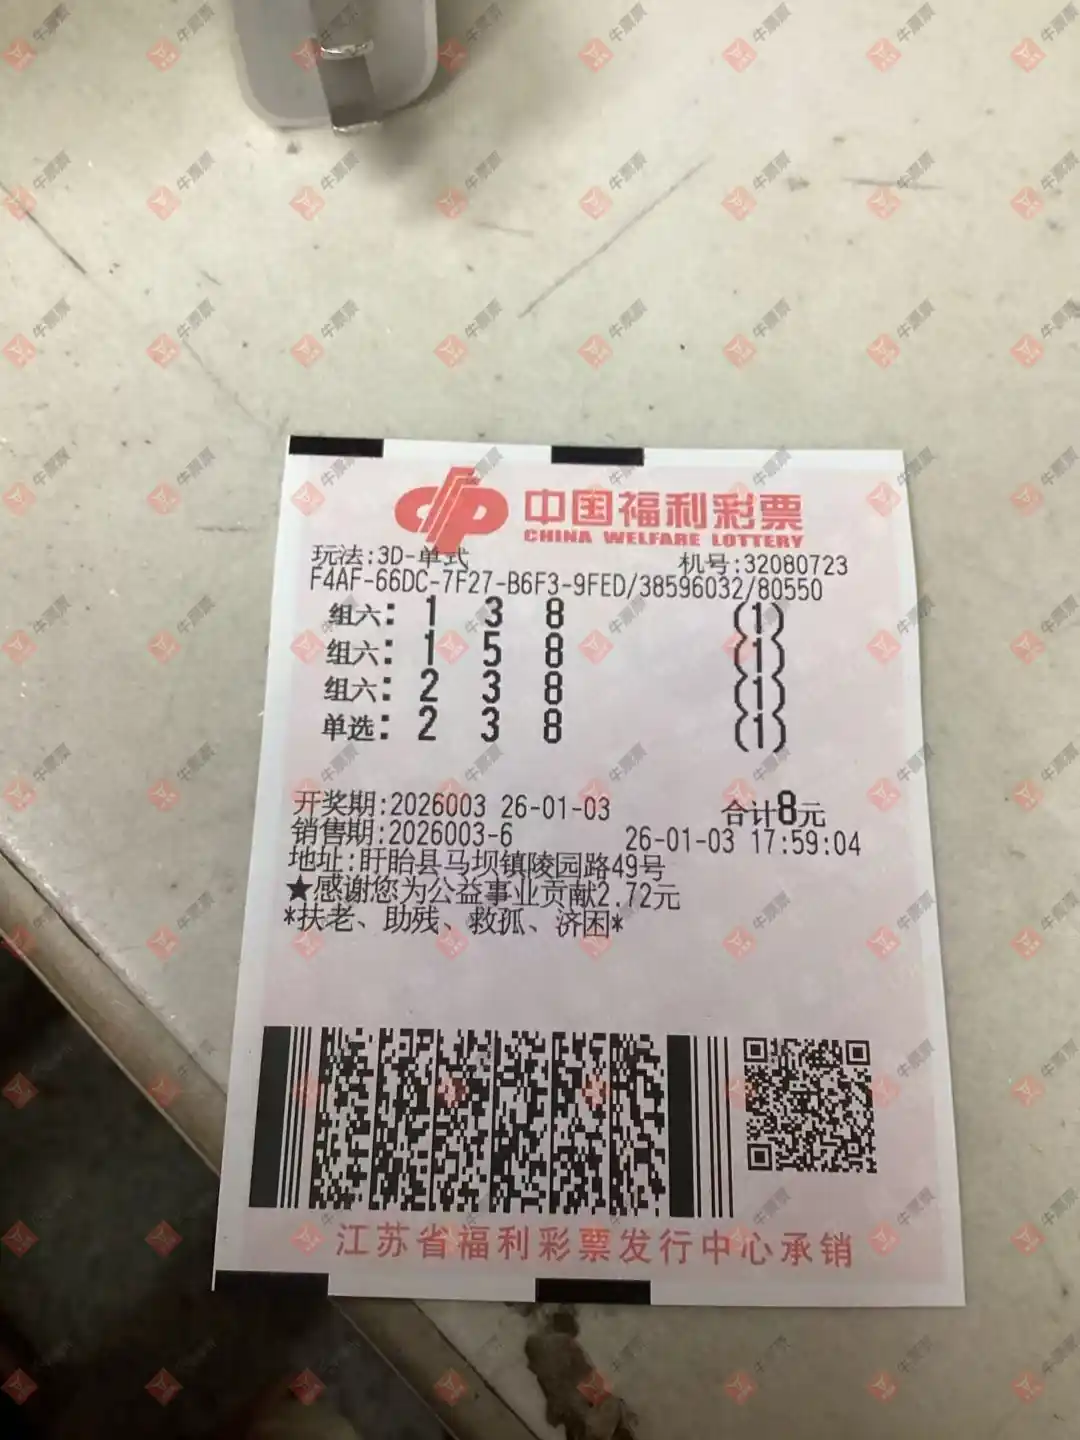 中国福利彩票
CHINA WELFARE LOTTERY
玩法:3D-单式 机号:32080723
F4AF-66DC-7F27-B6F3-9FED/38596032/80550
组六: 1 3 8 (1)
组六: 1 5 8 (1)
组六: 2 3 8 (1)
单选: 2 3 8 (1)
开奖期:2026003 26-01-03 合计8元
销售期:2026003-6 26-01-03 17:59:04
地址:盱眙县马坝镇陵园路49号
★感谢您为公益事业贡献2.72元
*扶老、助残、救孤、济困*
江苏省福利彩票发行中心承销
牛票票